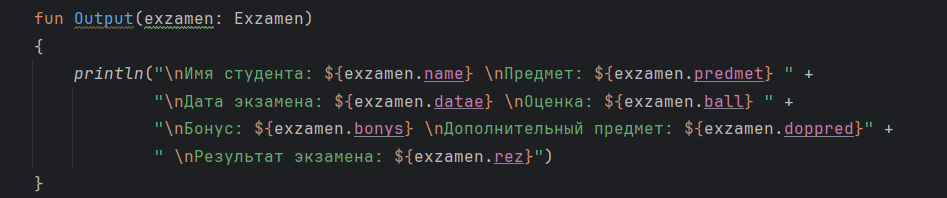 fun Output(exzamen: Exzamen)
{
    println("\nИмя студента: ${exzamen.name} \nПредмет: ${exzamen.predmet} " +
            "\nДата экзамена: ${exzamen.datae} \nОценка: ${exzamen.ball} " +
            "\nБонус: ${exzamen.bonys} \nДополнительный предмет: ${exzamen.doppred}" +
            " \nРезультат экзамена: ${exzamen.rez}")
}